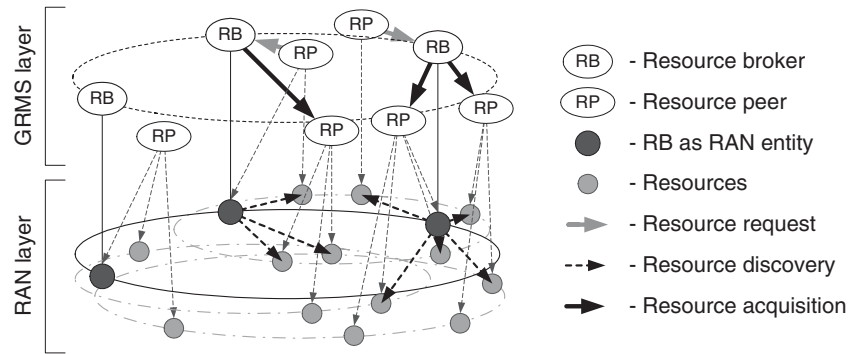 GRMS layer
RAN layer
RB
RP
RP
RB
RB
RP
RP
RP
RP
RB - Resource broker
RP - Resource peer
- RB as RAN entity
- Resources
- Resource request
- Resource discovery
- Resource acquisition